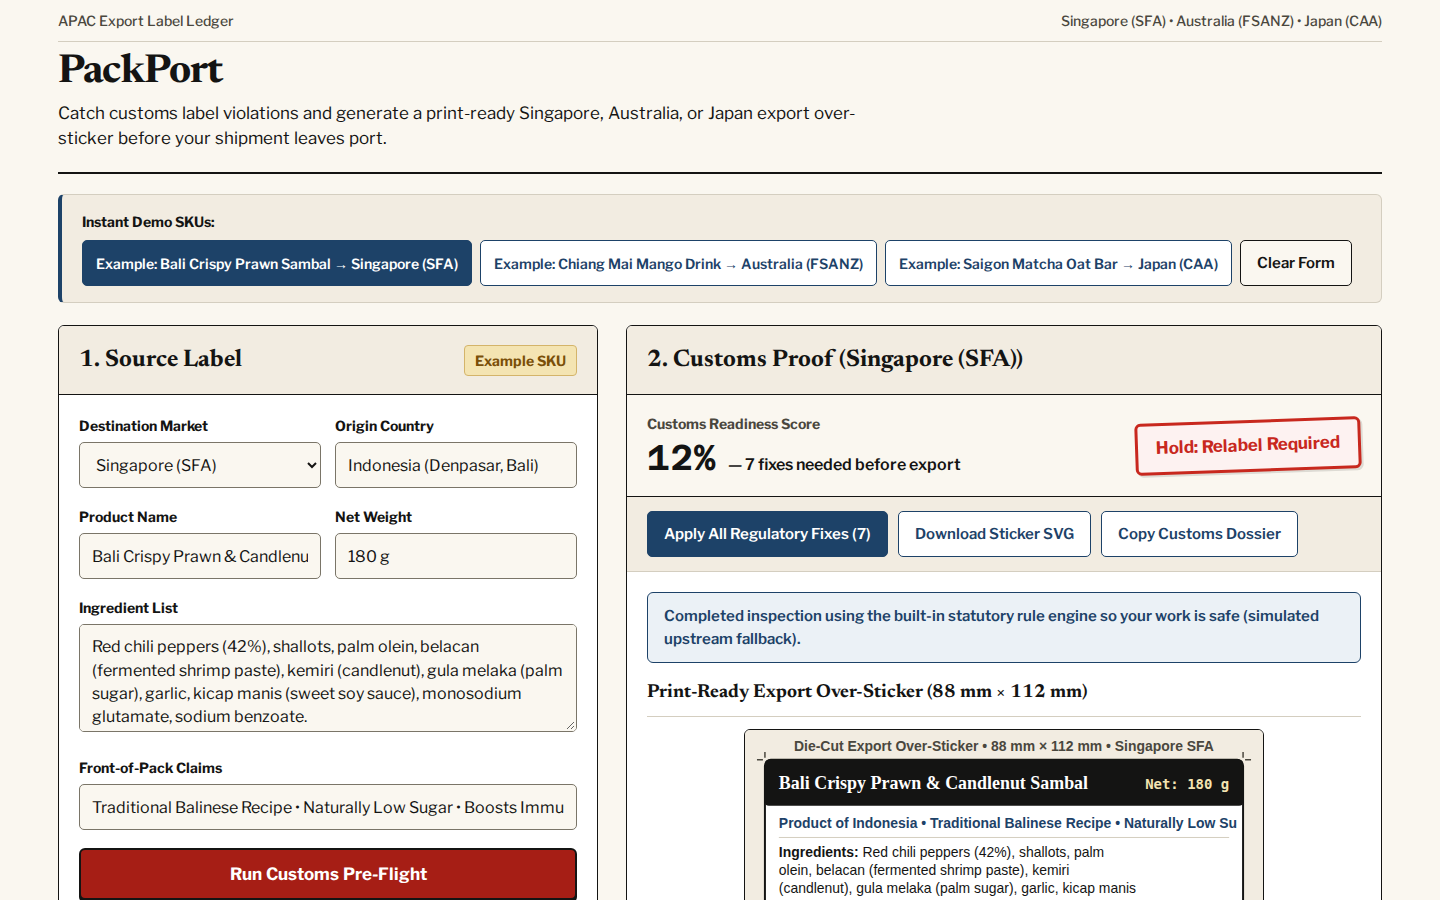 APAC Export Label Ledger
Singapore (SFA) • Australia (FSANZ) • Japan (CAA)
PackPort
Catch customs label violations and generate a print-ready Singapore, Australia, or Japan export over-
sticker before your shipment leaves port.
Instant Demo SKUs:
Example: Bali Crispy Prawn Sambal → Singapore (SFA)
Example: Chiang Mai Mango Drink → Australia (FSANZ)
Example: Saigon Matcha Oat Bar → Japan (CAA)
Clear Form
1. Source Label
Example SKU
Destination Market
Origin Country
Singapore (SFA)
Indonesia (Denpasar, Bali)
Product Name
Net Weight
Bali Crispy Prawn & Candlenu
180 g
Ingredient List
Red chili peppers (42%), shallots, palm olein, belacan
(fermented shrimp paste), kemiri (candlenut), gula melaka (palm
sugar), garlic, kicap manis (sweet soy sauce), monosodium
glutamate, sodium benzoate.
Front-of-Pack Claims
Traditional Balinese Recipe • Naturally Low Sugar • Boosts Immu
Run Customs Pre-Flight
2. Customs Proof (Singapore (SFA))
Customs Readiness Score
12% — 7 fixes needed before export
Hold: Relabel Required
Apply All Regulatory Fixes (7)
Download Sticker SVG
Copy Customs Dossier
Completed inspection using the built-in statutory rule engine so your work is safe (simulated
upstream fallback).
Print-Ready Export Over-Sticker (88 mm × 112 mm)
Die-Cut Export Over-Sticker • 88 mm × 112 mm • Singapore SFA
Bali Crispy Prawn & Candlenut Sambal
Net: 180 g
Product of Indonesia • Traditional Balinese Recipe • Naturally Low Su
Ingredients: Red chili peppers (42%), shallots, palm
olein, belacan (fermented shrimp paste), kemiri
(candlenut), gula melaka (palm sugar), garlic, kicap manis